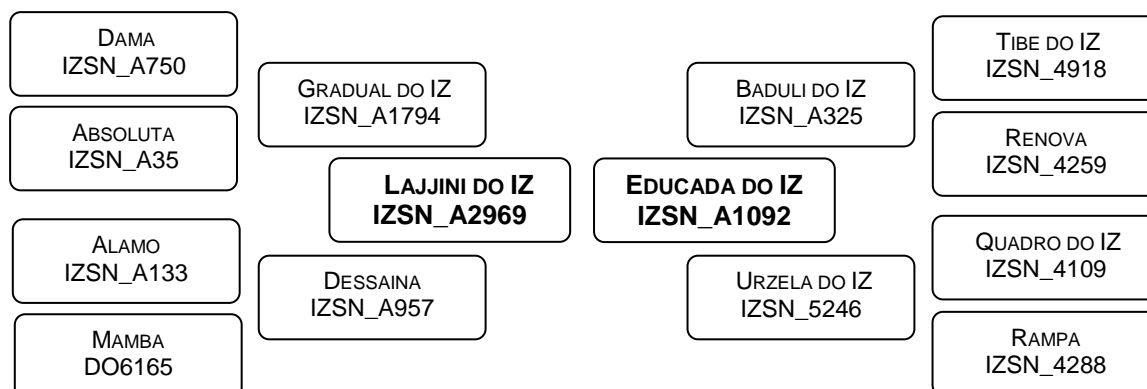 DAMA
IZSN_A750
ABSOLUTA
IZSN_A35
ALAMO
IZSN_A133
MAMBA
DO6165
GRADUAL DO IZ
IZSN_A1794
DESSAINA
IZSN_A957
LAJJINI DO IZ
IZSN_A2969
EDUCADA DO IZ
IZSN_A1092
BADULI DO IZ
IZSN_A325
URZELA DO IZ
IZSN_5246
TIBE DO IZ
IZSN_4918
RENOVA
IZSN_4259
QUADRO DO IZ
IZSN_4109
RAMPA
IZSN_4288